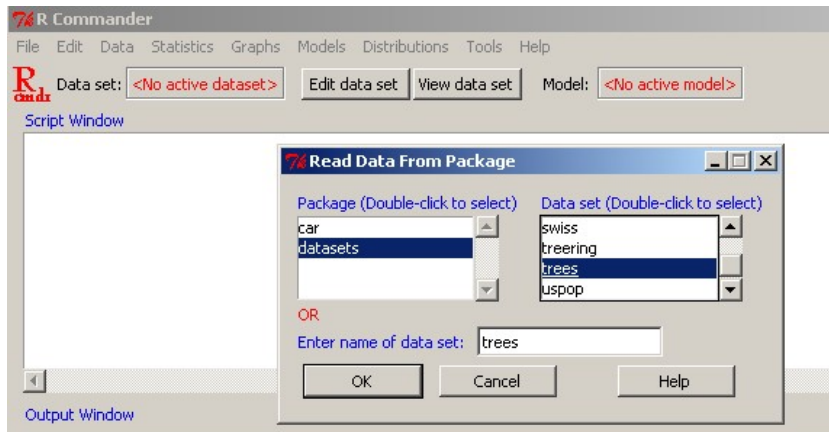 R Commander
File Edit Data Statistics Graphs Models Distributions Tools Help
R cmdr Data set: <No active dataset> Edit data set View data set Model: <No active model>
Script Window
Read Data From Package
Package (Double-click to select) Data set (Double-click to select)
car swiss
datasets treering
trees
uspop
OR
Enter name of data set: trees
OK Cancel Help
Output Window